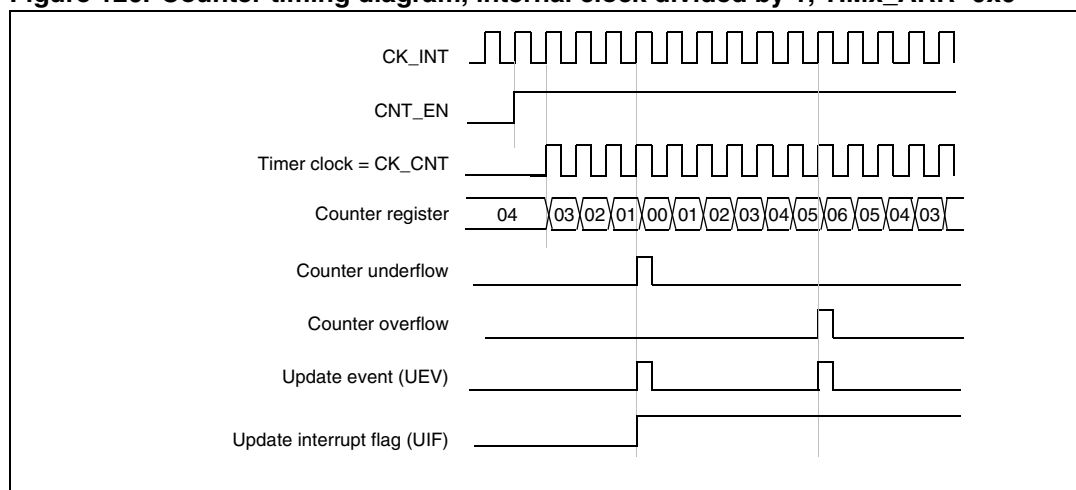 CK_INT
CNT_EN
Timer clock = CK_CNT
Counter register 04 03 02 01 00 01 02 03 04 05 06 05 04 03
Counter underflow
Counter overflow
Update event (UEV)
Update interrupt flag (UIF)